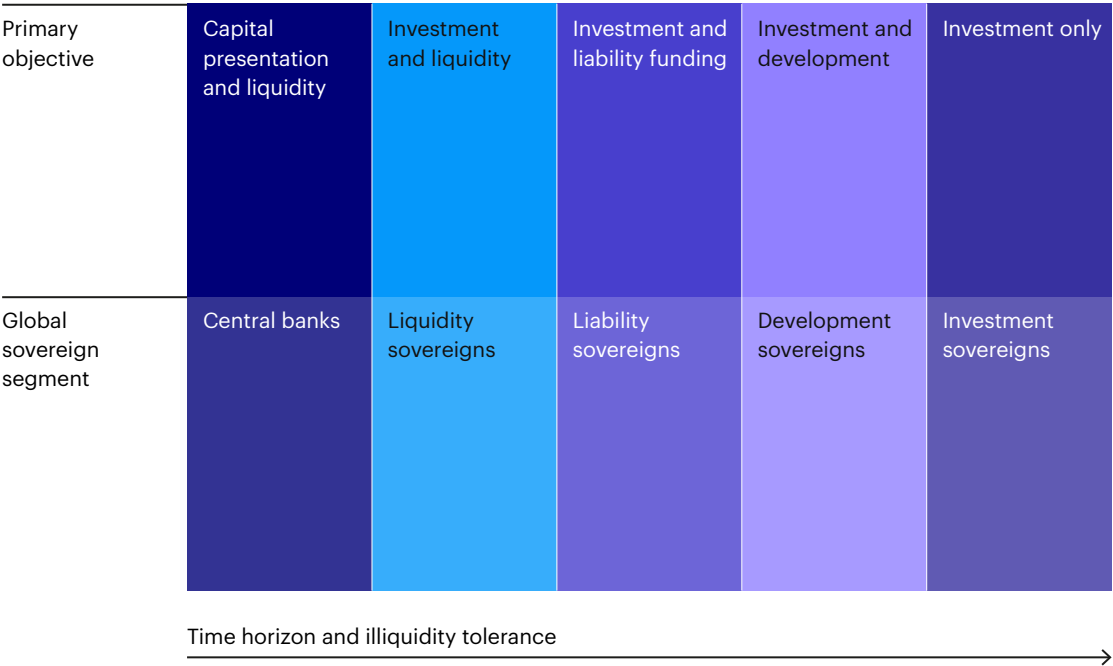 Primary
objective
Capital
presentation
and liquidity
Investment
and liquidity
Investment and
liability funding
Investment and
development
Investment only
Global
sovereign
segment
Central banks
Liquidity
sovereigns
Liability
sovereigns
Development
sovereigns
Investment
sovereigns
Time horizon and illiquidity tolerance